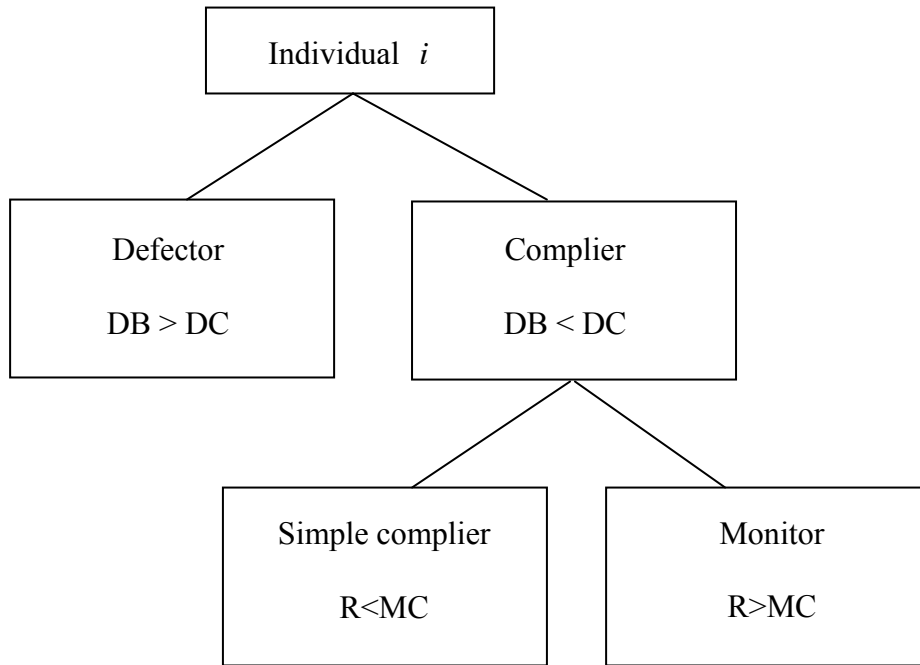 Individual i
Defector
DB > DC
Complier
DB < DC
Simple complier
R<MC
Monitor
R>MC